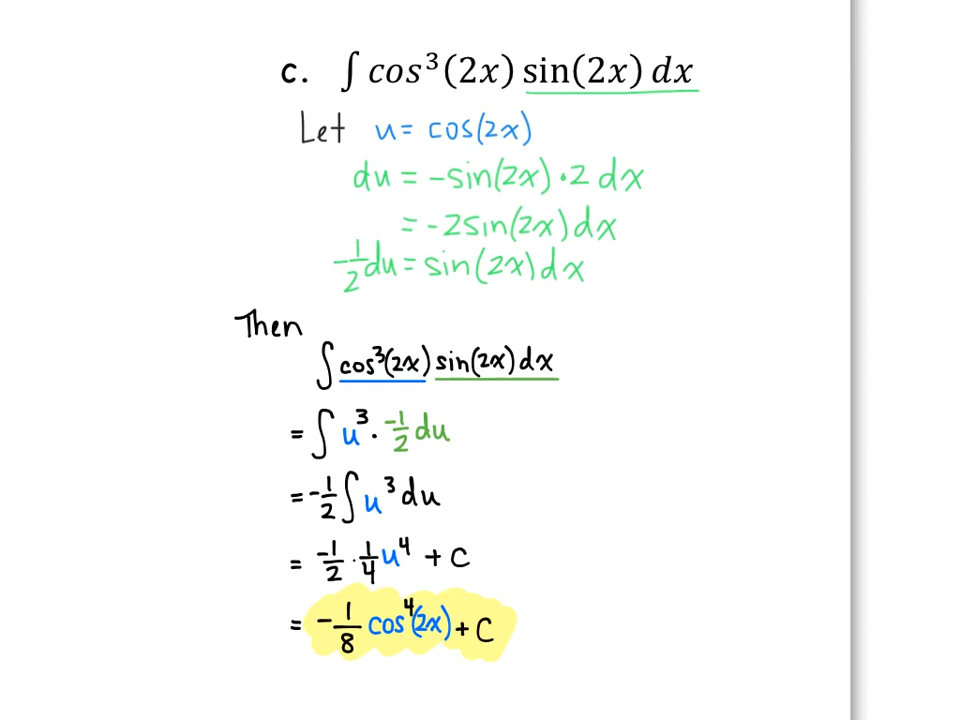 c. ∫ cos³(2x) sin(2x) dx
Let u = cos(2x)
du = -sin(2x) · 2 dx
= -2sin(2x)dx
-1/2 du = sin(2x)dx
Then
∫ cos³(2x) sin(2x)dx
= ∫ u³ · -1/2 du
= -1/2 ∫ u³ du
= -1/2 · 1/4 u⁴ + C
= -1/8 cos⁴(2x) + C